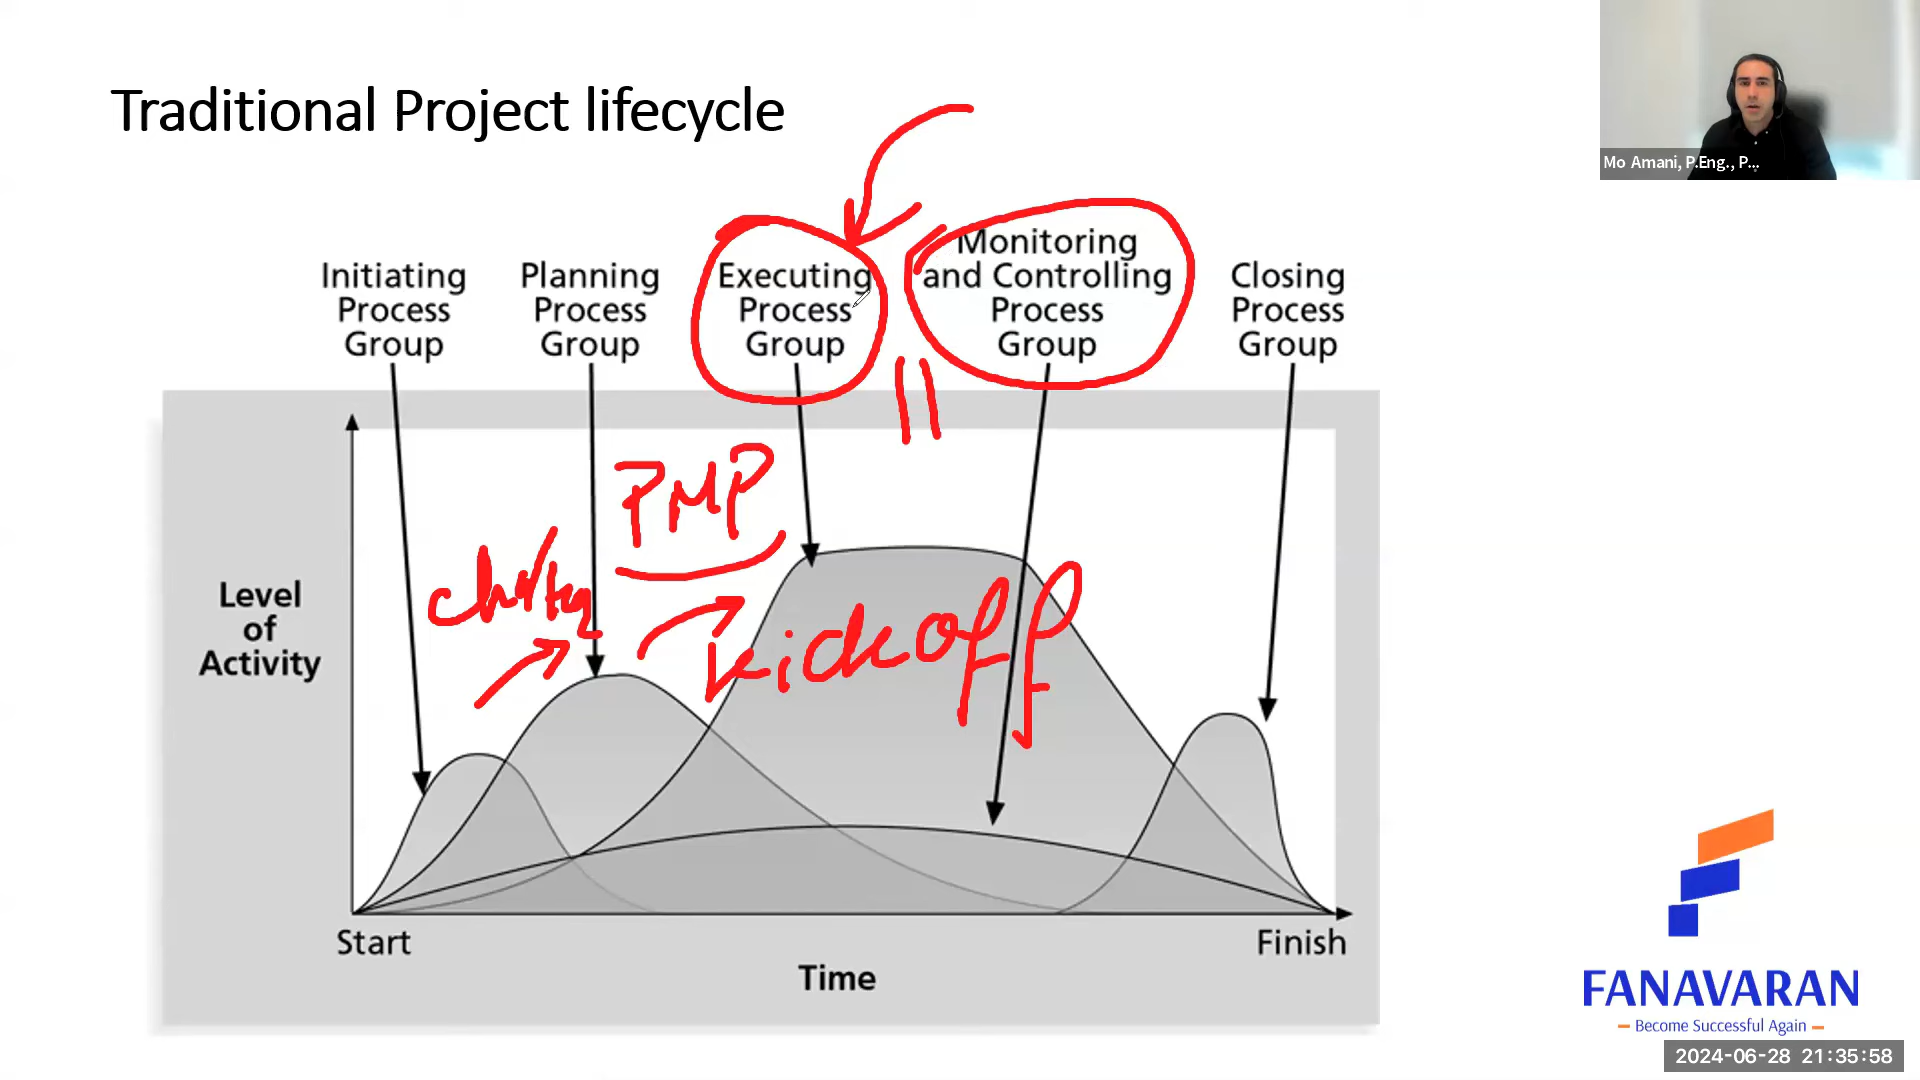 Traditional Project lifecycle
Mo Amani, P.Eng., P...
Initiating
Process
Group
Planning
Process
Group
Executing
Process
Group
Monitoring
and Controlling
Process
Group
Closing
Process
Group
PMP
charter
kickoff
Level
of
Activity
Start
Finish
Time
FANAVARAN
Become Successful Again
2024-06-28 21:35:58